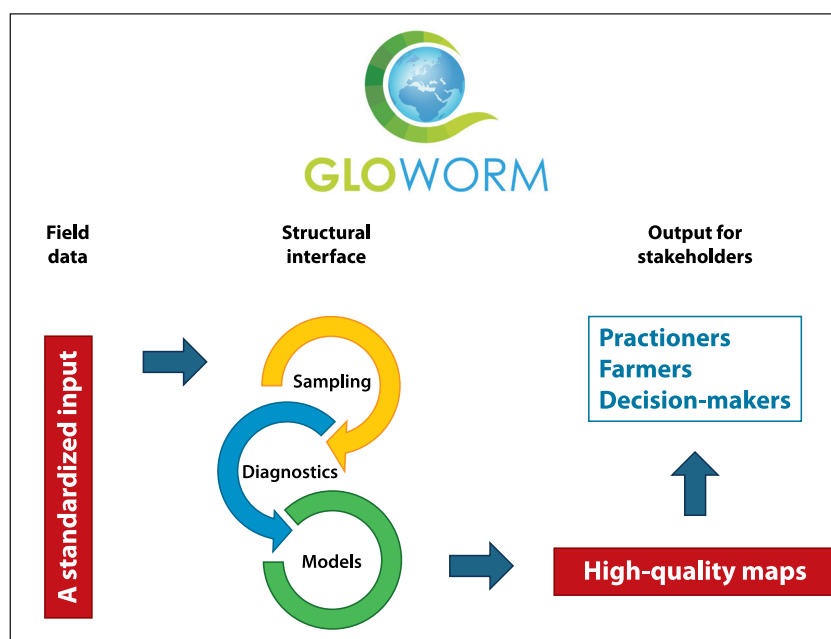 GLOWORM
Field
data
Structural
interface
Output for
stakeholders
A standardized input
Sampling
Diagnostics
Models
Practioners
Farmers
Decision-makers
High-quality maps